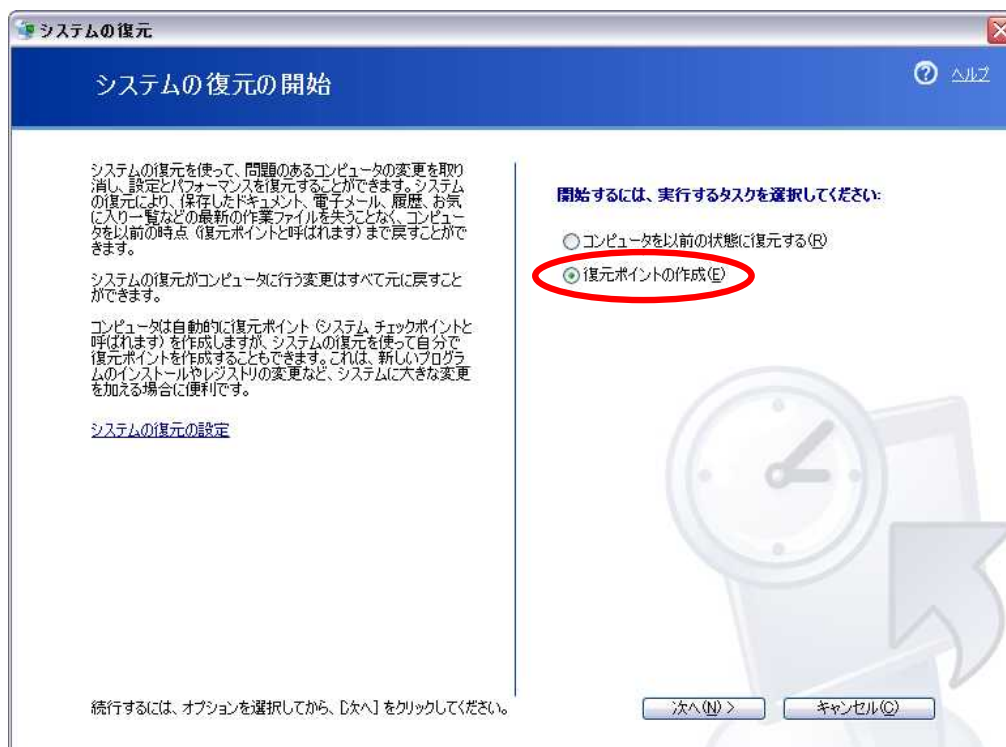 システムの復元
システムの復元の開始
ヘルプ
システムの復元を使って、問題のあるコンピュータの変更を取り
消し、設定とパフォーマンスを復元することができます。システム
の復元により、保存したドキュメント、電子メール、履歴、お気
に入り一覧などの最新の作業ファイルを失うことなく、コンピュー
タを以前の時点 (復元ポイントと呼ばれます) まで戻すことがで
きます。
システムの復元がコンピュータに行う変更はすべて元に戻すこと
ができます。
コンピュータは自動的に復元ポイント (システム チェックポイントと
呼ばれます) を作成しますが、システムの復元を使って自分で
復元ポイントを作成することもできます。これは、新しいプログラ
ムのインストールやレジストリの変更など、システムに大きな変更
を加える場合に便利です。
システムの復元の設定
開始するには、実行するタスクを選択してください:
コンピュータを以前の状態に復元する(R)
復元ポイントの作成(E)
続行するには、オプションを選択してから、[次へ] をクリックしてください。
次へ(N) >
キャンセル(C)